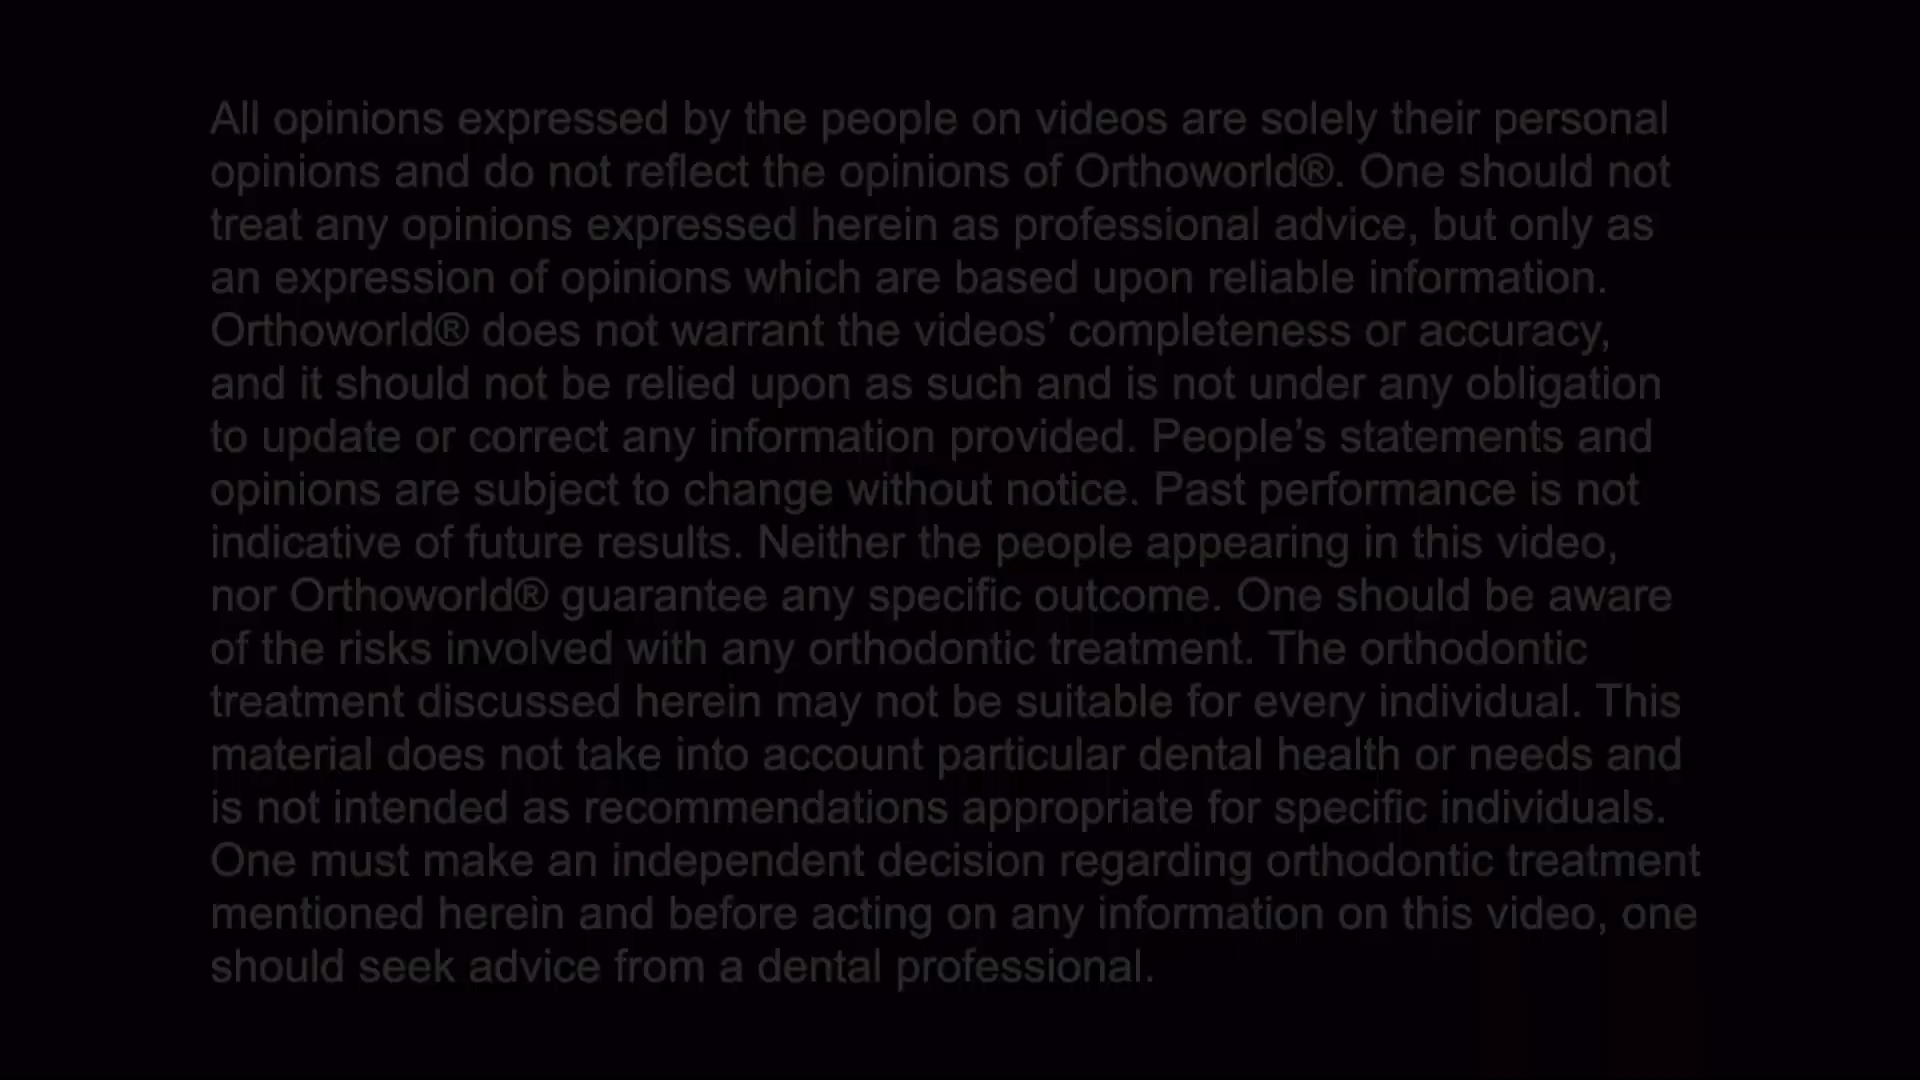 All opinions expressed by the people on videos are solely their personal
opinions and do not reflect the opinions of Orthoworld®. One should not
treat any opinions expressed herein as professional advice, but only as
an expression of opinions which are based upon reliable information.
Orthoworld® does not warrant the videos’ completeness or accuracy,
and it should not be relied upon as such and is not under any obligation
to update or correct any information provided. People’s statements and
opinions are subject to change without notice. Past performance is not
indicative of future results. Neither the people appearing in this video,
nor Orthoworld® guarantee any specific outcome. One should be aware
of the risks involved with any orthodontic treatment. The orthodontic
treatment discussed herein may not be suitable for every individual. This
material does not take into account particular dental health or needs and
is not intended as recommendations appropriate for specific individuals.
One must make an independent decision regarding orthodontic treatment
mentioned herein and before acting on any information on this video, one
should seek advice from a dental professional.